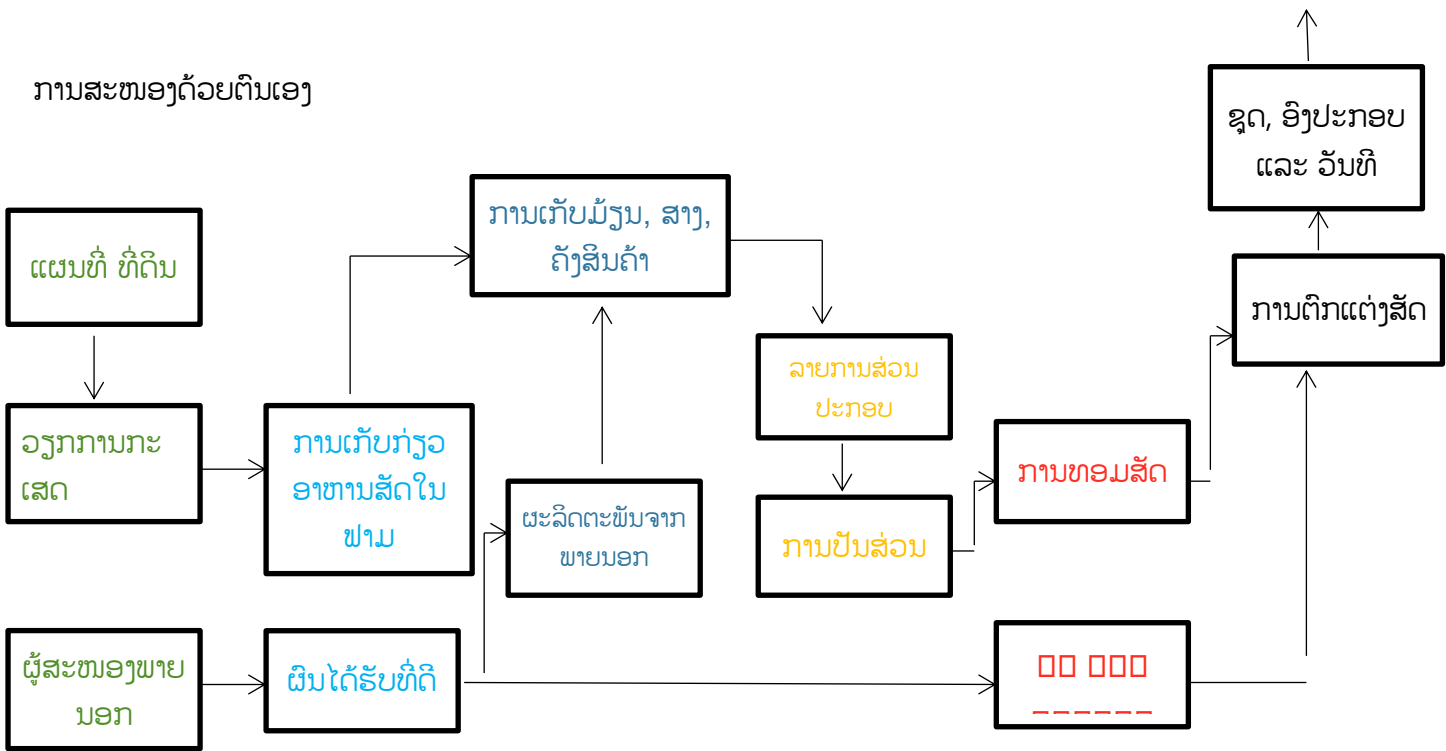 ການສະໜອງດ້ວຍຕົນເອງ
ຊຸດ, ອົງປະກອບ
ແລະ ວັນທີ
ການເກັບມ້ຽນ, ສາງ,
ຄັງສິນຄ້າ
ແຜນທີ່ ທີ່ດິນ
ການຕົກແຕ່ງສັດ
ລາຍການສ່ວນ
ປະກອບ
ວຽກການກະ
ເສດ
ການເກັບກ່ຽວ
ອາຫານສັດໃນ
ຟາມ
ການທອມສັດ
ຜະລິດຕະພັນຈາກ
ພາຍນອກ
ການປັນສ່ວນ
ຜູ້ສະໜອງພາຍ
ນອກ
ຜົນໄດ້ຮັບທີ່ດີ